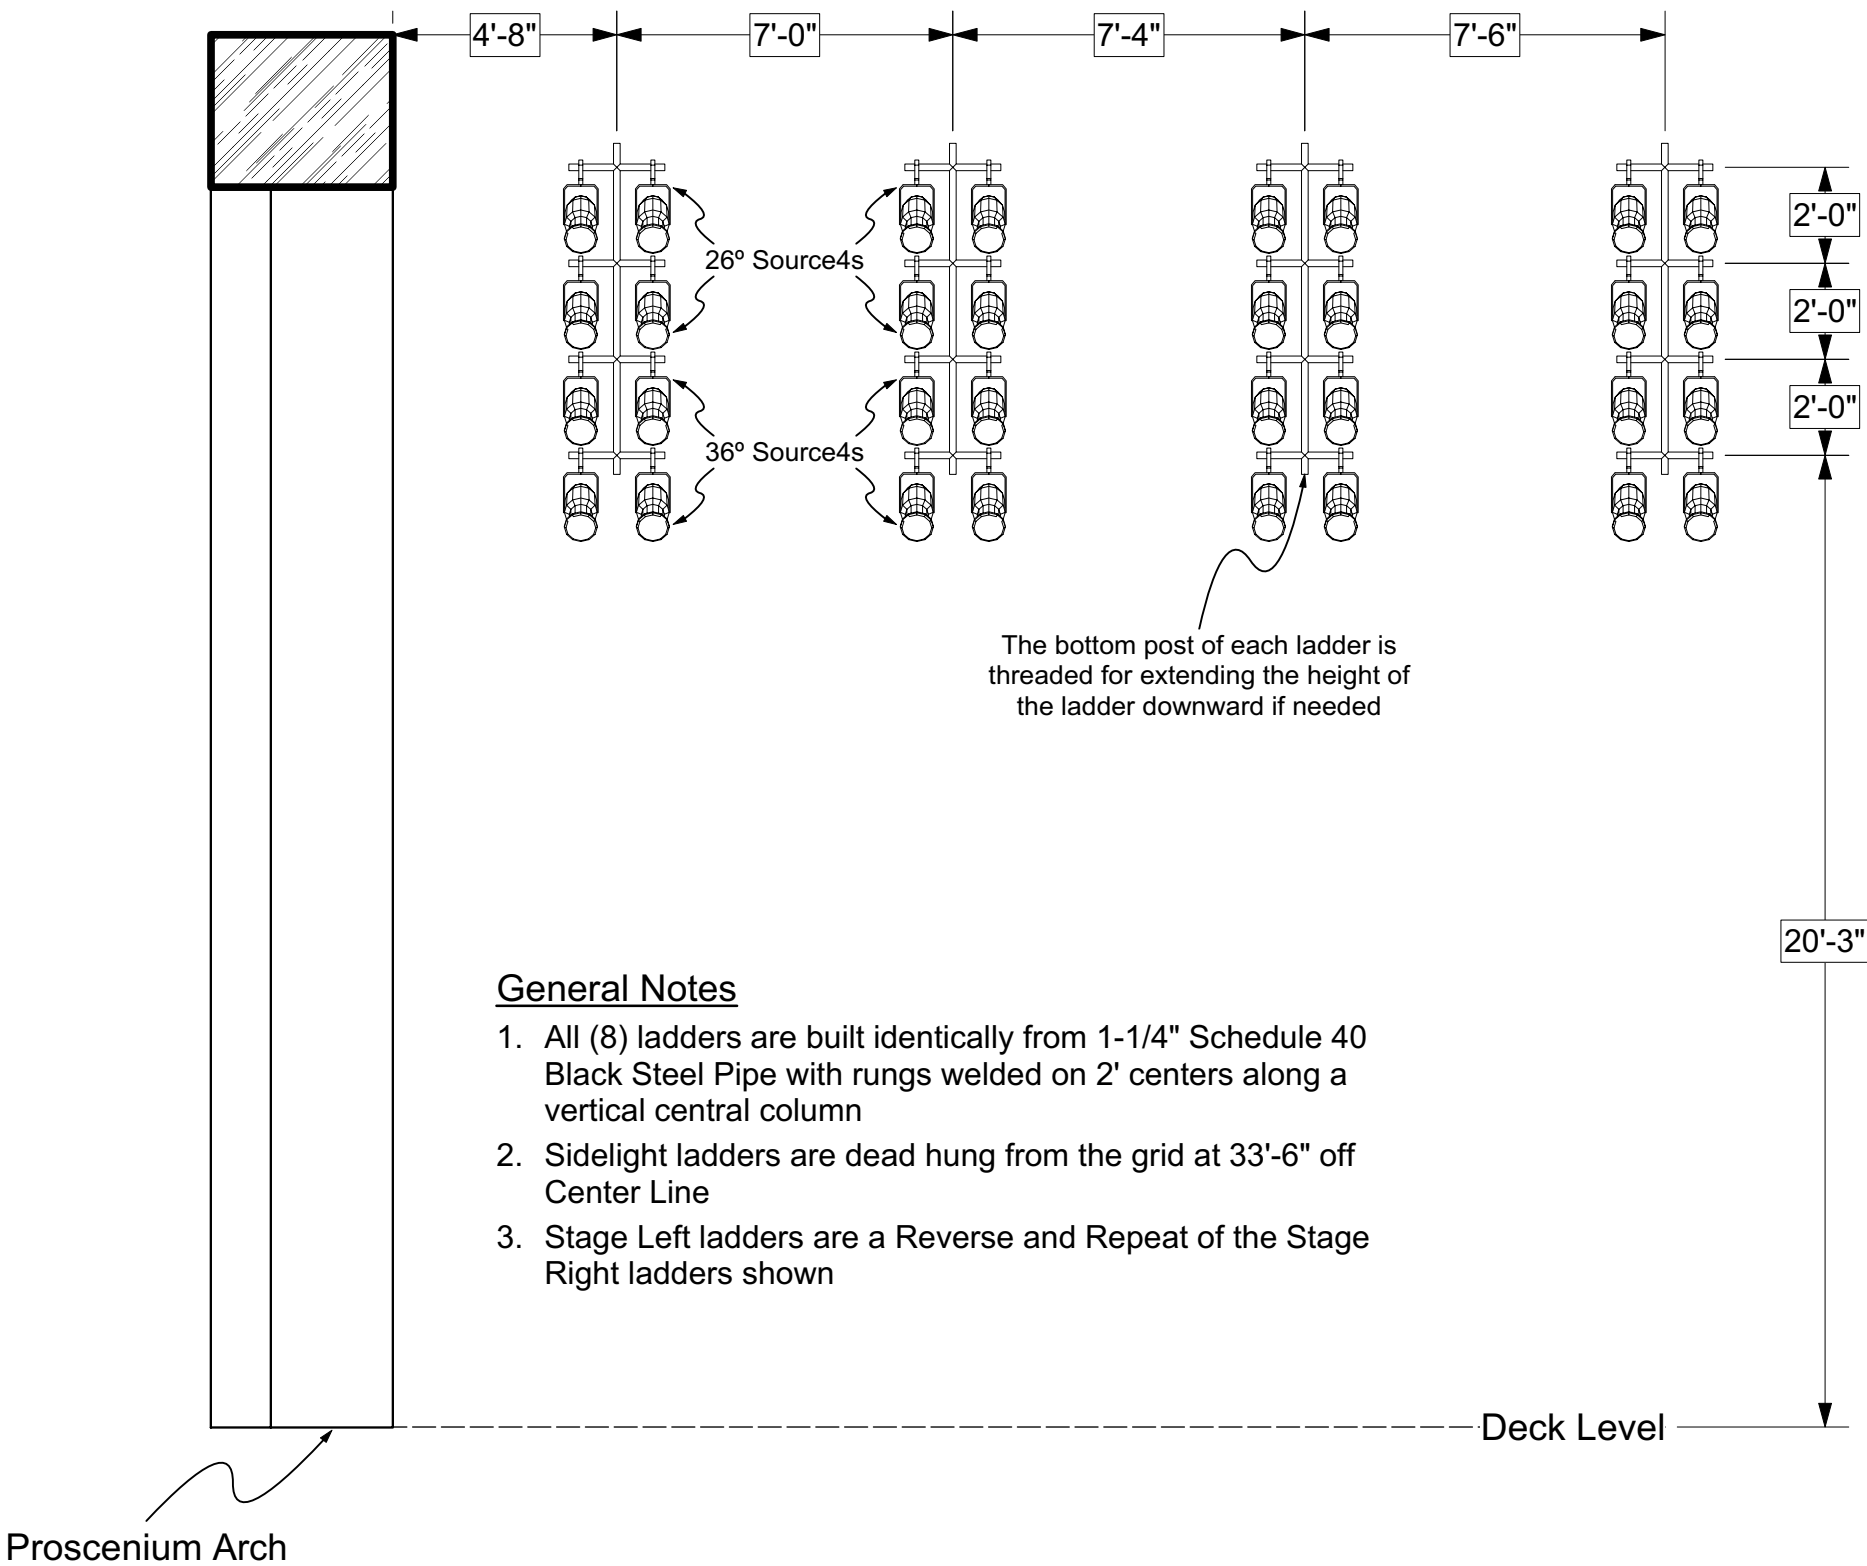 4'-8"
7'-0"
7'-4"
7'-6"
2'-0"
26º Source4s
2'-0"
2'-0"
36º Source4s
The bottom post of each ladder is
threaded for extending the height of
the ladder downward if needed
20'-3"
General Notes
1. All (8) ladders are built identically from 1-1/4" Schedule 40
Black Steel Pipe with rungs welded on 2' centers along a
vertical central column
2. Sidelight ladders are dead hung from the grid at 33'-6" off
Center Line
3. Stage Left ladders are a Reverse and Repeat of the Stage
Right ladders shown
Deck Level
Proscenium Arch